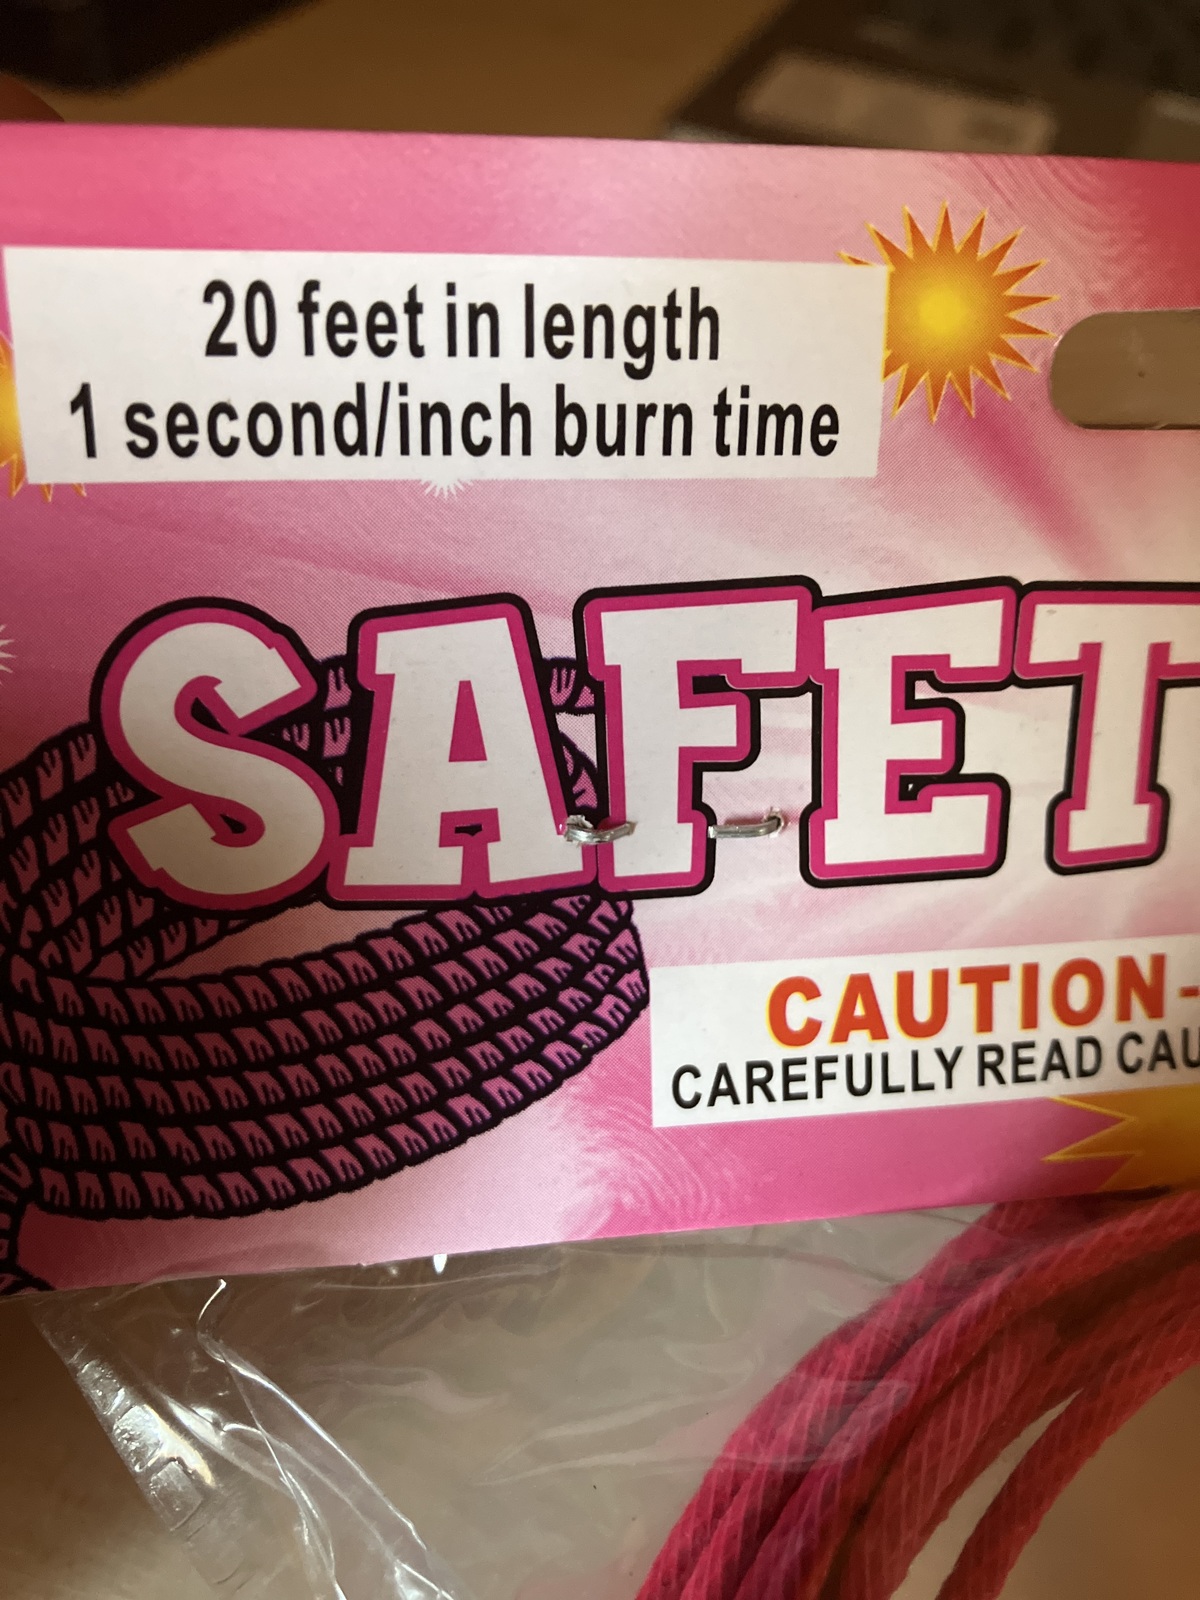 20 feet in length
1 second/inch burn time
SAFET
CAUTION-
CAREFULLY READ CAU